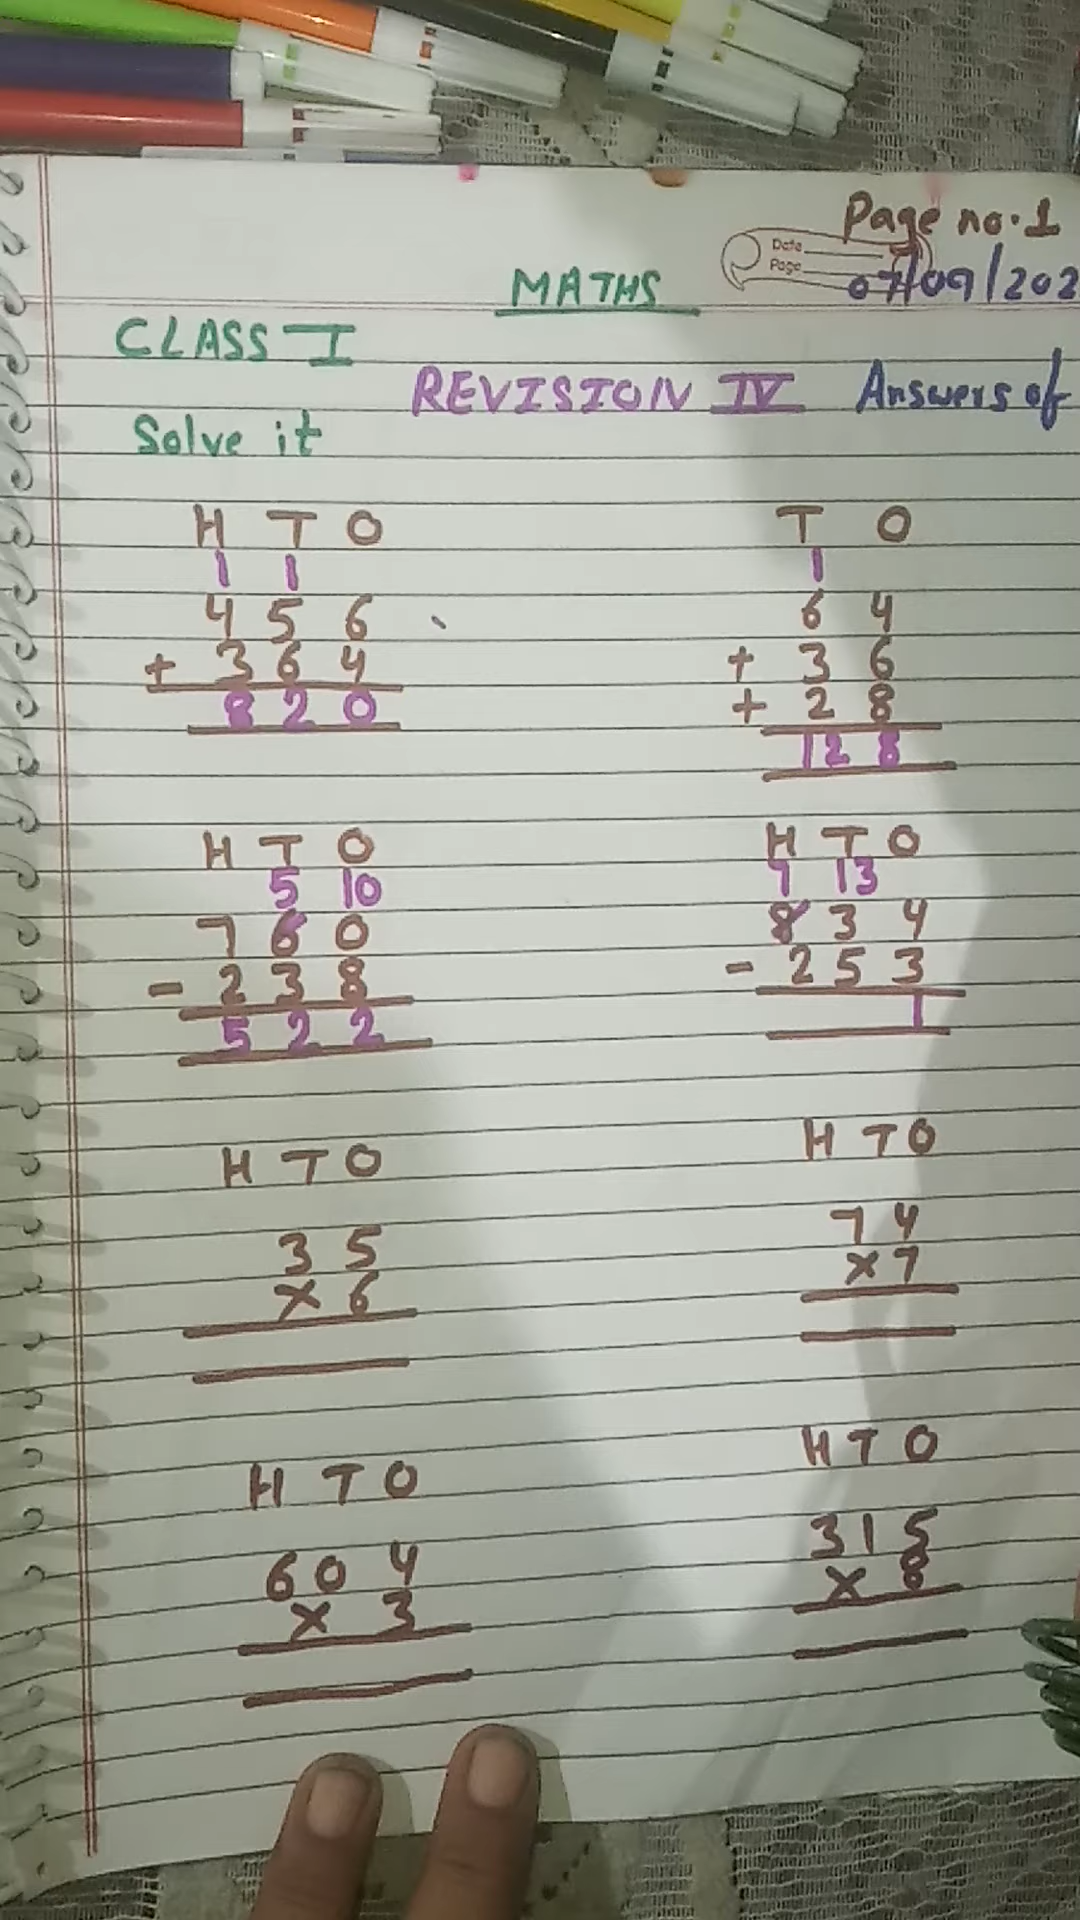 Page no.1
Date
Page
07/09/202
MATHS
CLASS I
REVISION IV Answers of
Solve it
H T O
1 1
4 5 6
+ 3 6 4
8 2 0
T O
1
6 4
+ 3 6
+ 2 8
12 8
H T O
5 10
7 6 0
- 2 3 8
5 2 2
H T O
7 13
8 3 4
- 2 5 3
1
H T O
3 5
x 6
H T O
7 4
x 7
H T O
6 0 4
x 3
H T O
3 1 5
x